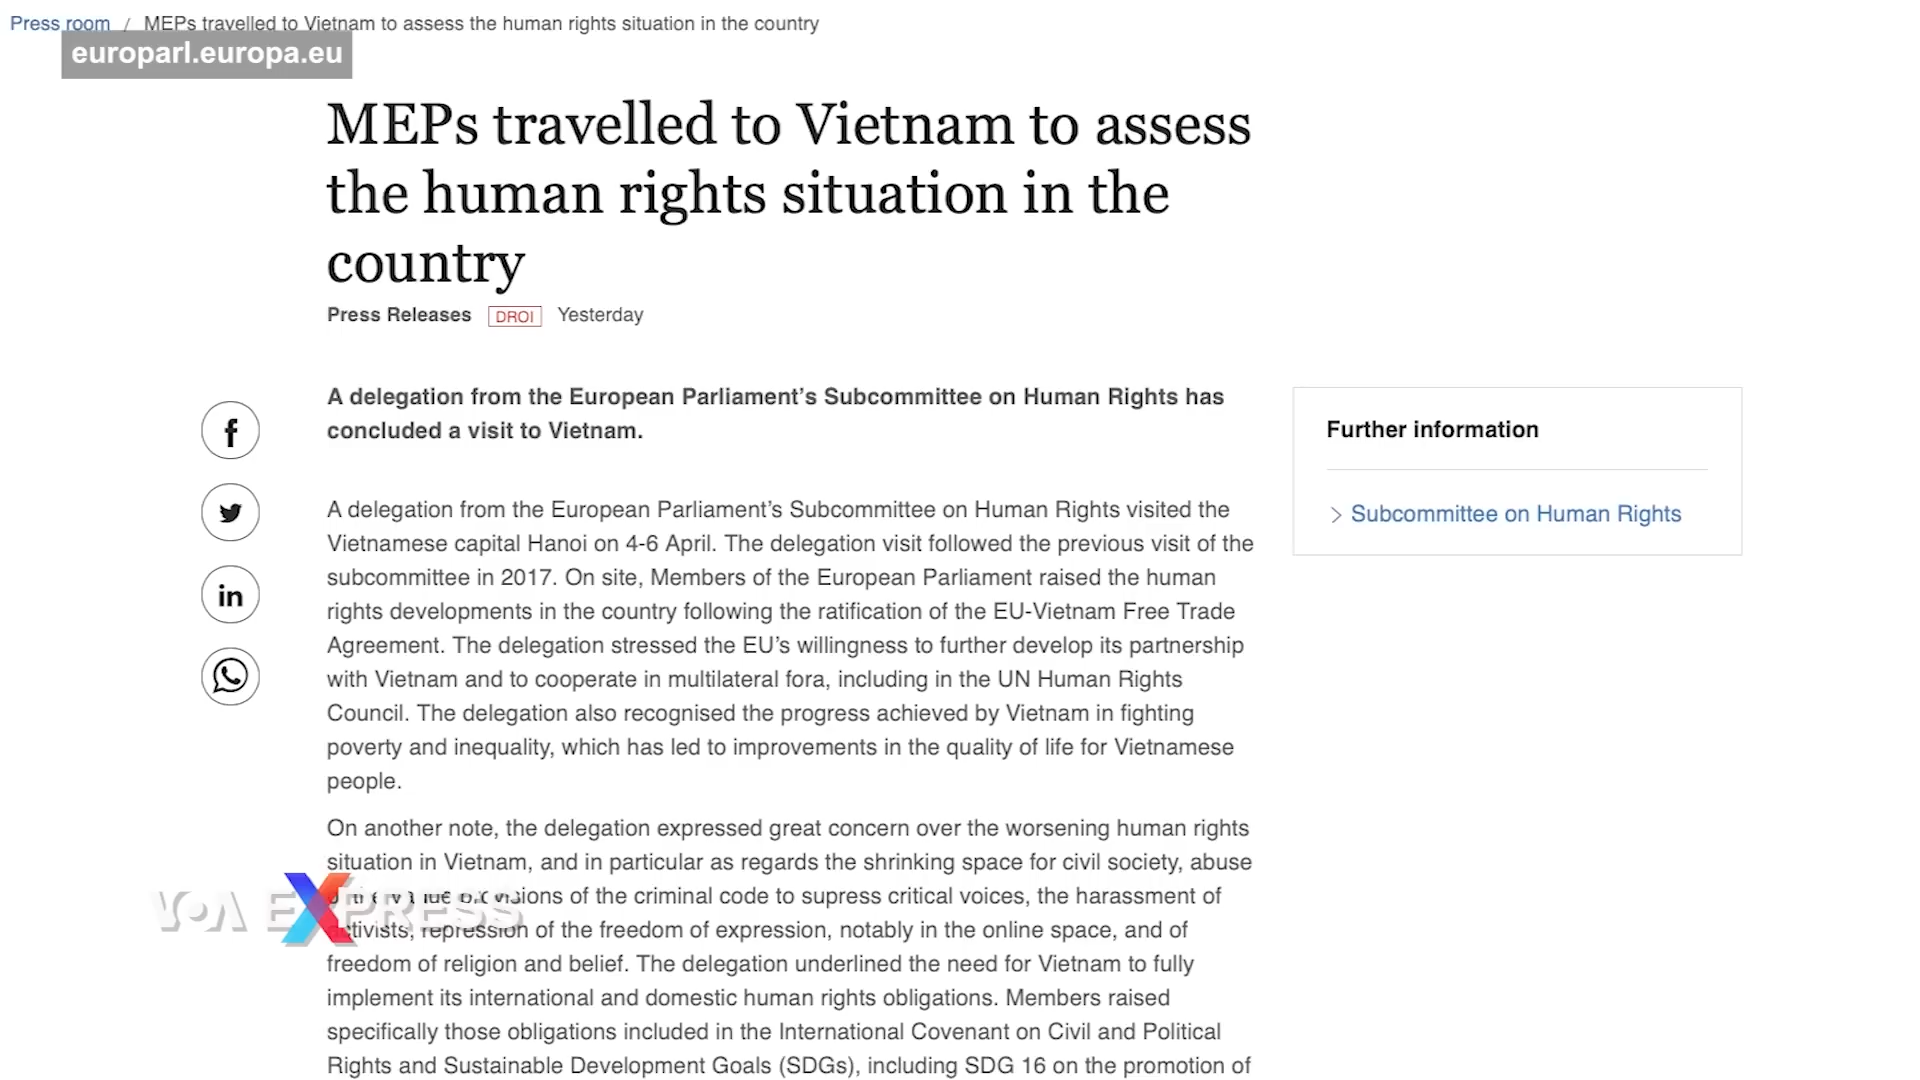 Press room / MEPs travelled to Vietnam to assess the human rights situation in the country
europarl.europa.eu
MEPs travelled to Vietnam to assess
the human rights situation in the
country
Press Releases DROI Yesterday
A delegation from the European Parliament’s Subcommittee on Human Rights has
concluded a visit to Vietnam.
A delegation from the European Parliament’s Subcommittee on Human Rights visited the
Vietnamese capital Hanoi on 4-6 April. The delegation visit followed the previous visit of the
subcommittee in 2017. On site, Members of the European Parliament raised the human
rights developments in the country following the ratification of the EU-Vietnam Free Trade
Agreement. The delegation stressed the EU’s willingness to further develop its partnership
with Vietnam and to cooperate in multilateral fora, including in the UN Human Rights
Council. The delegation also recognised the progress achieved by Vietnam in fighting
poverty and inequality, which has led to improvements in the quality of life for Vietnamese
people.
On another note, the delegation expressed great concern over the worsening human rights
situation in Vietnam, and in particular as regards the shrinking space for civil society, abuse
of the criminal code to supress critical voices, the harassment of
activists, repression of the freedom of expression, notably in the online space, and of
freedom of religion and belief. The delegation underlined the need for Vietnam to fully
implement its international and domestic human rights obligations. Members raised
specifically those obligations included in the International Covenant on Civil and Political
Rights and Sustainable Development Goals (SDGs), including SDG 16 on the promotion of
Further information
Subcommittee on Human Rights
VOA EXPRESS